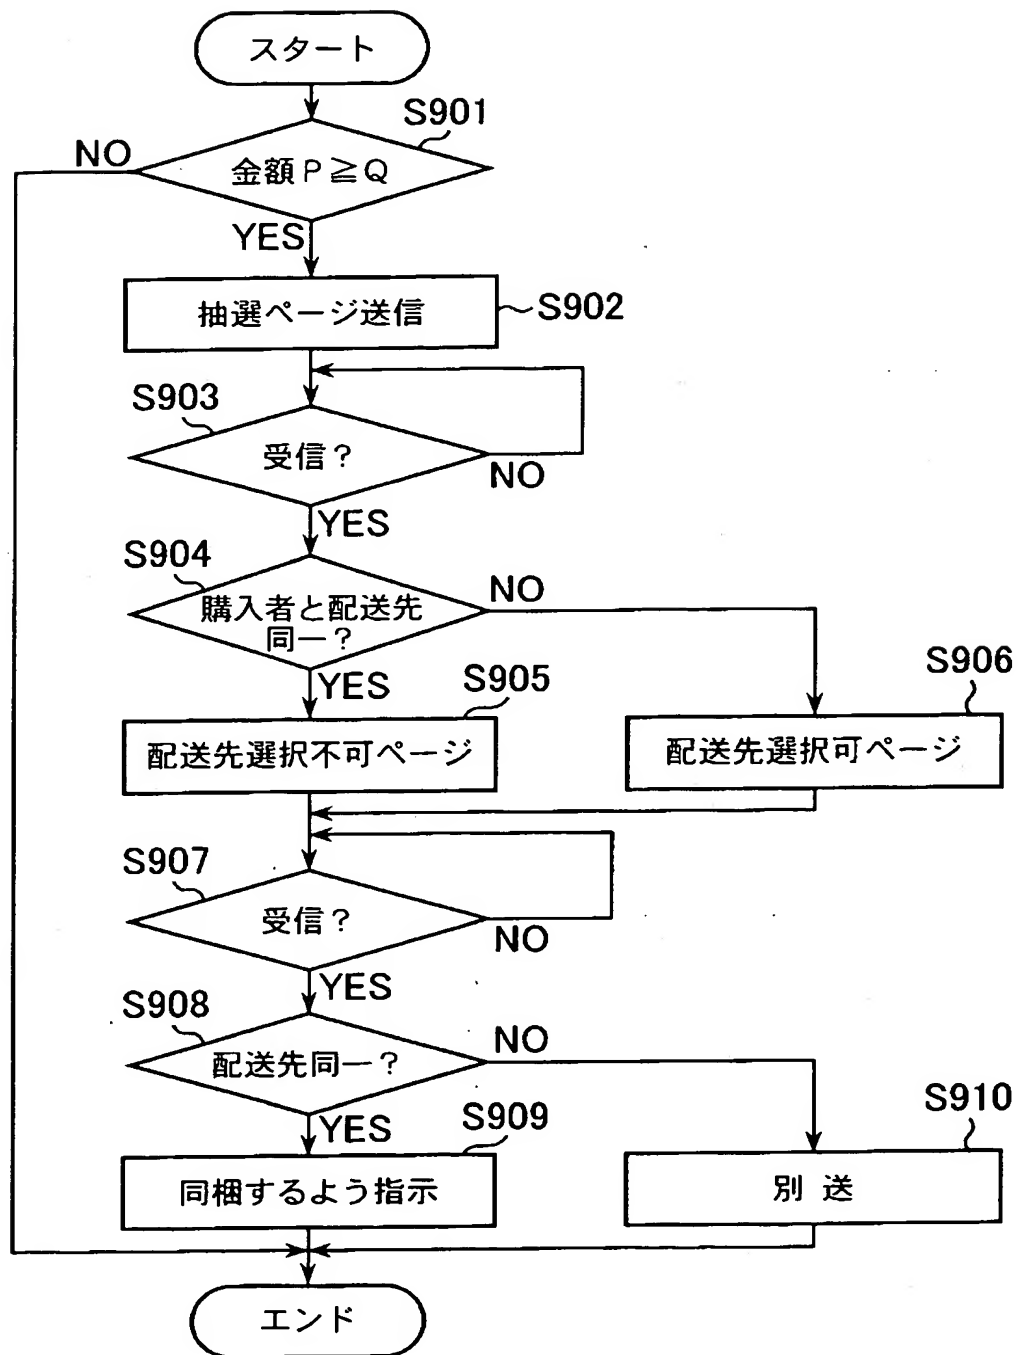 スタート
S901
NO
金額P≧Q
YES
抽選ページ送信
S902
S903
受信?
NO
YES
S904
NO
購入者と配送先
同一?
YES
S905
S906
配送先選択不可ページ
配送先選択可ページ
S907
受信?
NO
YES
S908
NO
配送先同一?
YES
S909
S910
同梱するよう指示
別 送
エンド